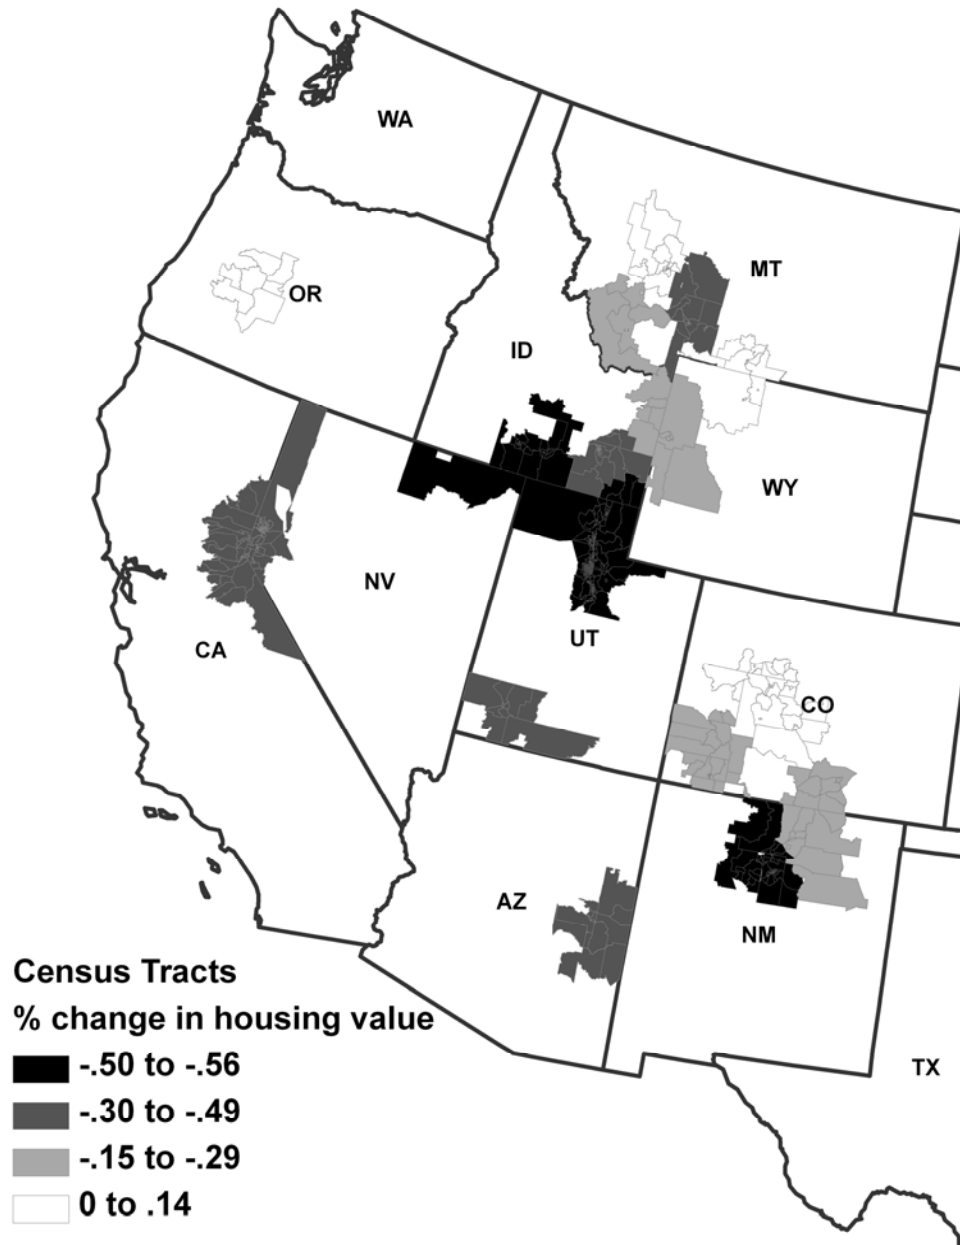 WA
MT
OR
ID
WY
NV
UT
CA
CO
AZ
NM
TX
Census Tracts
% change in housing value
-.50 to -.56
-.30 to -.49
-.15 to -.29
0 to .14